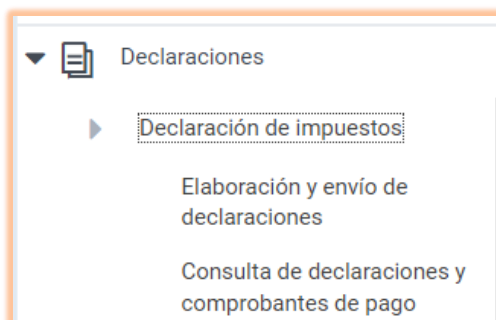 Declaraciones
Declaración de impuestos
Elaboración y envío de
declaraciones
Consulta de declaraciones y
comprobantes de pago